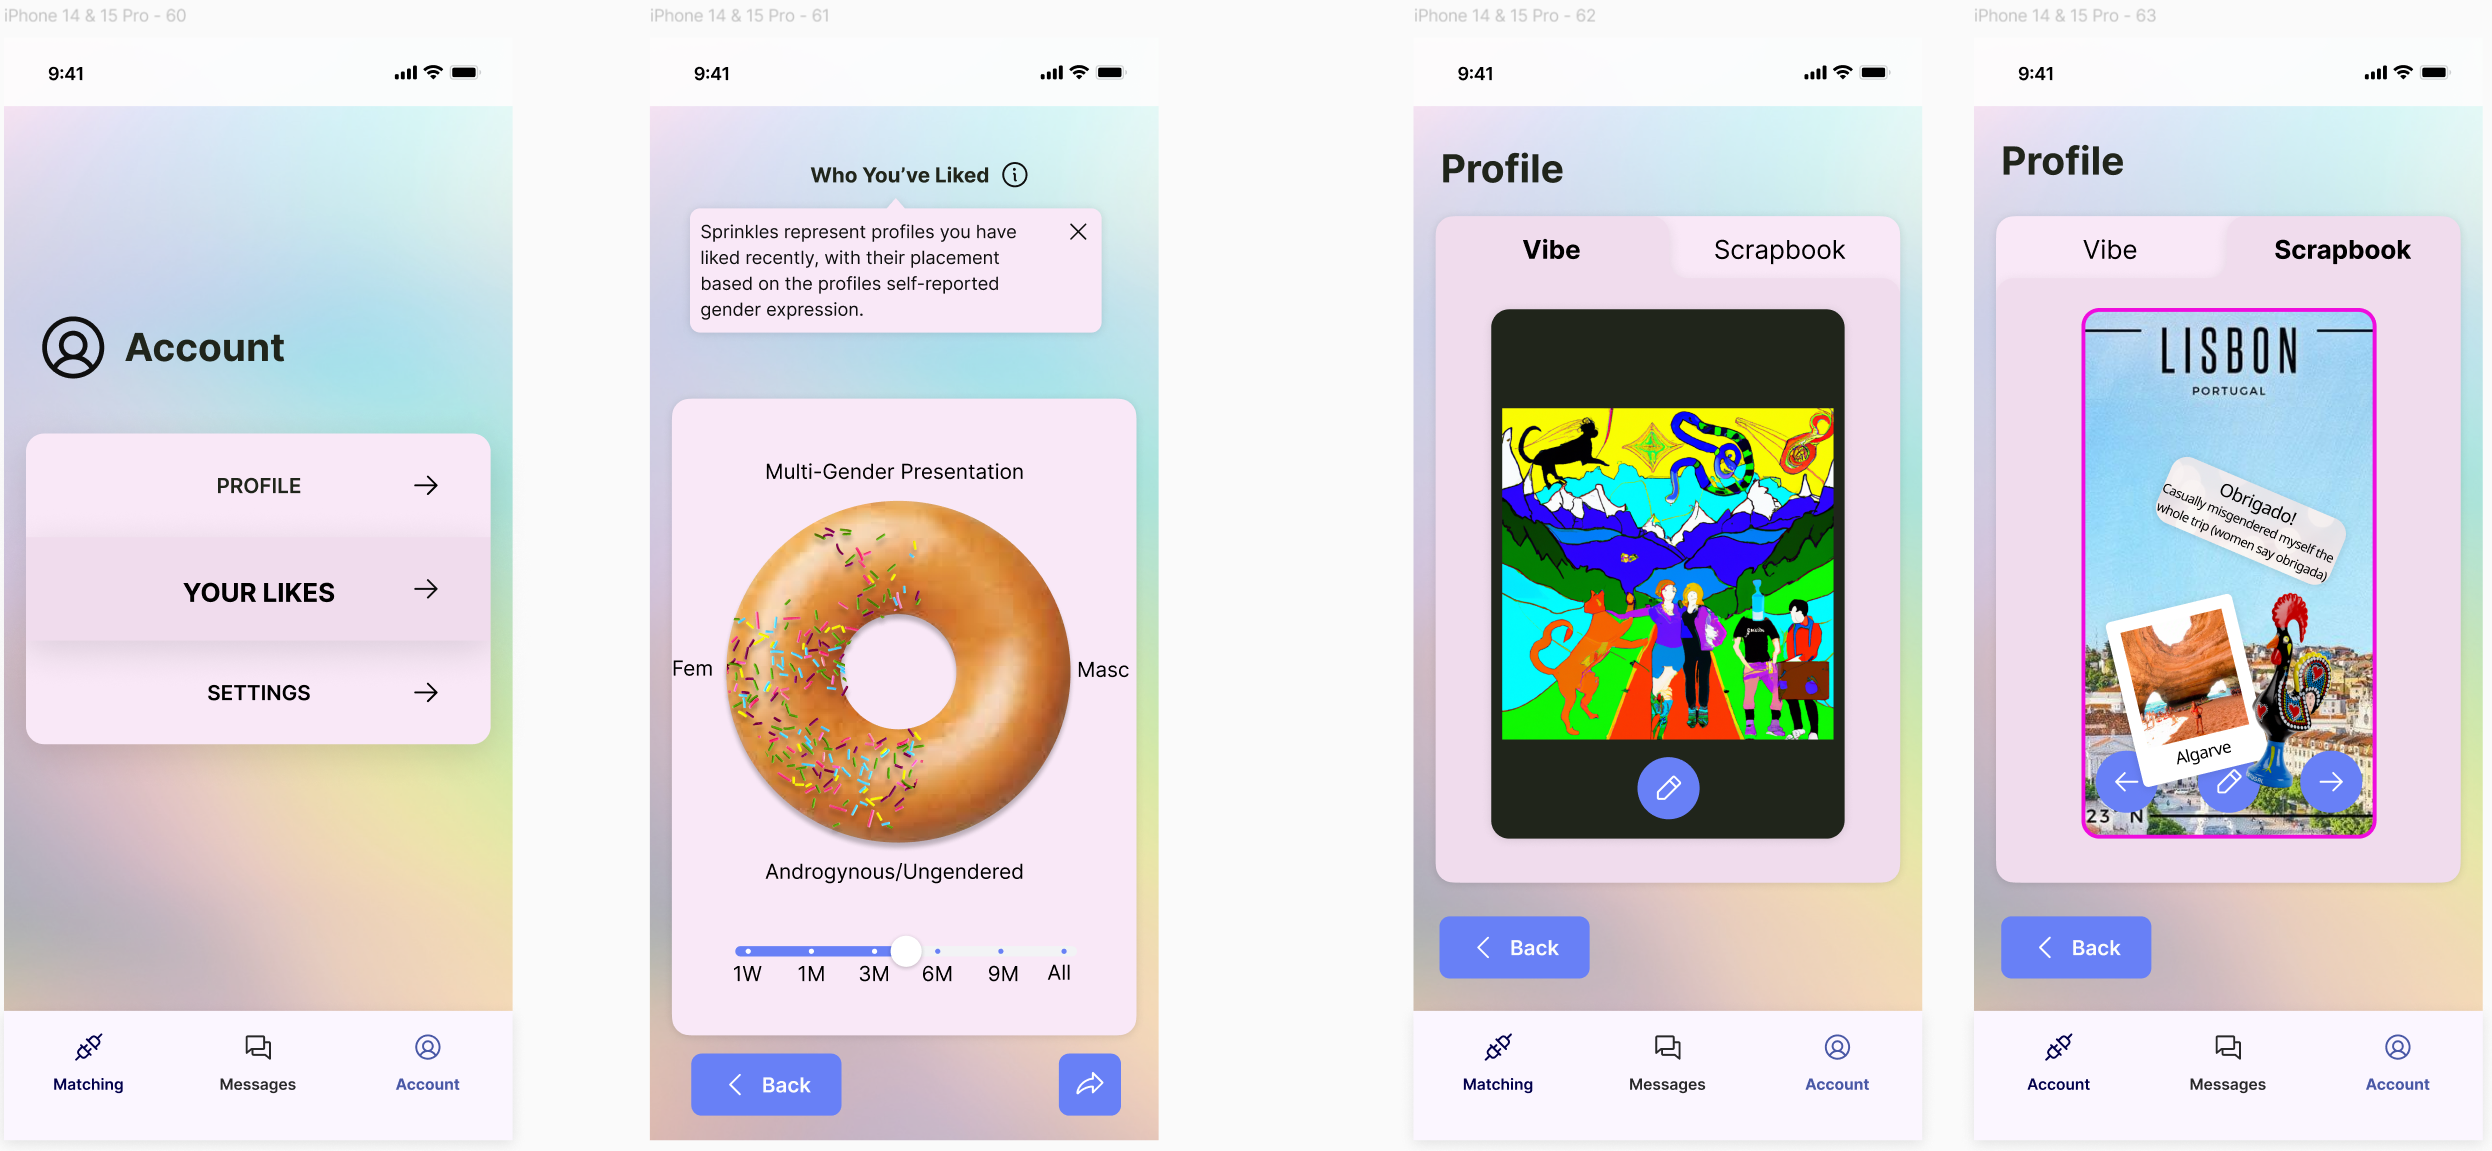 iPhone 14 & 15 Pro - 60
9:41
Account
PROFILE
YOUR LIKES
SETTINGS
Matching
Messages
Account
iPhone 14 & 15 Pro - 61
9:41
Who You've Liked
Sprinkles represent profiles you have
liked recently, with their placement
based on the profiles self-reported
gender expression.
Multi-Gender Presentation
Fem
Masc
Androgynous/Ungendered
1W 1M 3M 6M 9M All
Back
iPhone 14 & 15 Pro - 62
9:41
Profile
Vibe
Scrapbook
Back
Matching
Messages
Account
iPhone 14 & 15 Pro - 63
9:41
Profile
Vibe
Scrapbook
LISBON
PORTUGAL
Obrigado!
Casually misgendered myself the
whole trip (women say obrigada)
Algarve
23 N
Back
Account
Messages
Account